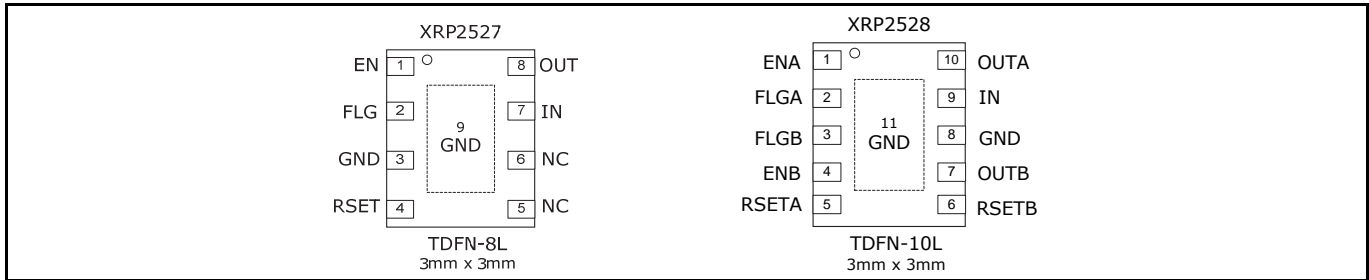 XRP2527
EN 1 8 OUT
FLG 2 7 IN
9
GND
GND 3 6 NC
RSET 4 5 NC
TDFN-8L
3mm x 3mm
XRP2528
ENA 1 10 OUTA
FLGA 2 9 IN
11
GND
FLGB 3 8 GND
ENB 4 7 OUTB
RSETA 5 6 RSETB
TDFN-10L
3mm x 3mm